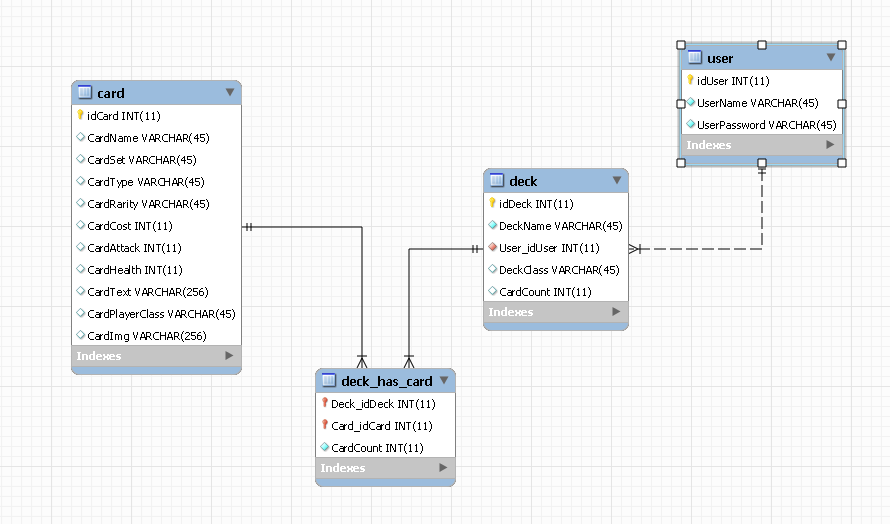 user
idUser INT(11)
UserName VARCHAR(45)
UserPassword VARCHAR(45)
Indexes
card
idCard INT(11)
CardName VARCHAR(45)
CardSet VARCHAR(45)
CardType VARCHAR(45)
CardRarity VARCHAR(45)
CardCost INT(11)
CardAttack INT(11)
CardHealth INT(11)
CardText VARCHAR(256)
CardPlayerClass VARCHAR(45)
CardImg VARCHAR(256)
Indexes
deck
idDeck INT(11)
DeckName VARCHAR(45)
User_idUser INT(11)
DeckClass VARCHAR(45)
CardCount INT(11)
Indexes
deck_has_card
Deck_idDeck INT(11)
Card_idCard INT(11)
CardCount INT(11)
Indexes